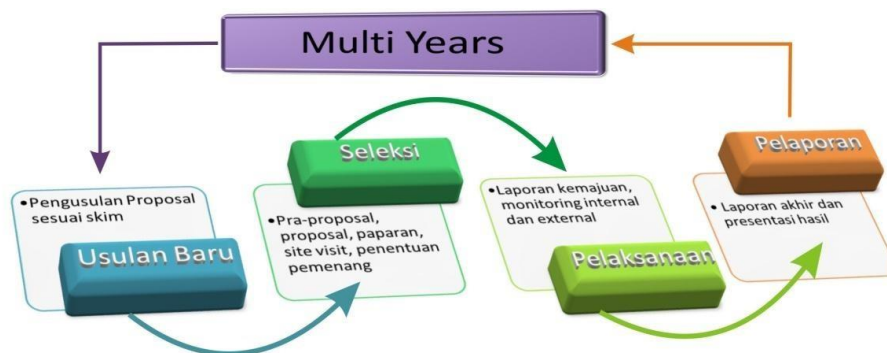 Multi Years
•Pengusulan Proposal
sesuai skim
Usulan Baru
Seleksi
•Pra-proposal,
proposal, paparan,
site visit, penentuan
pemenang
•Laporan kemajuan,
monitoring internal
dan external
Pelaksanaan
Pelaporan
• Laporan akhir dan
presentasi hasil